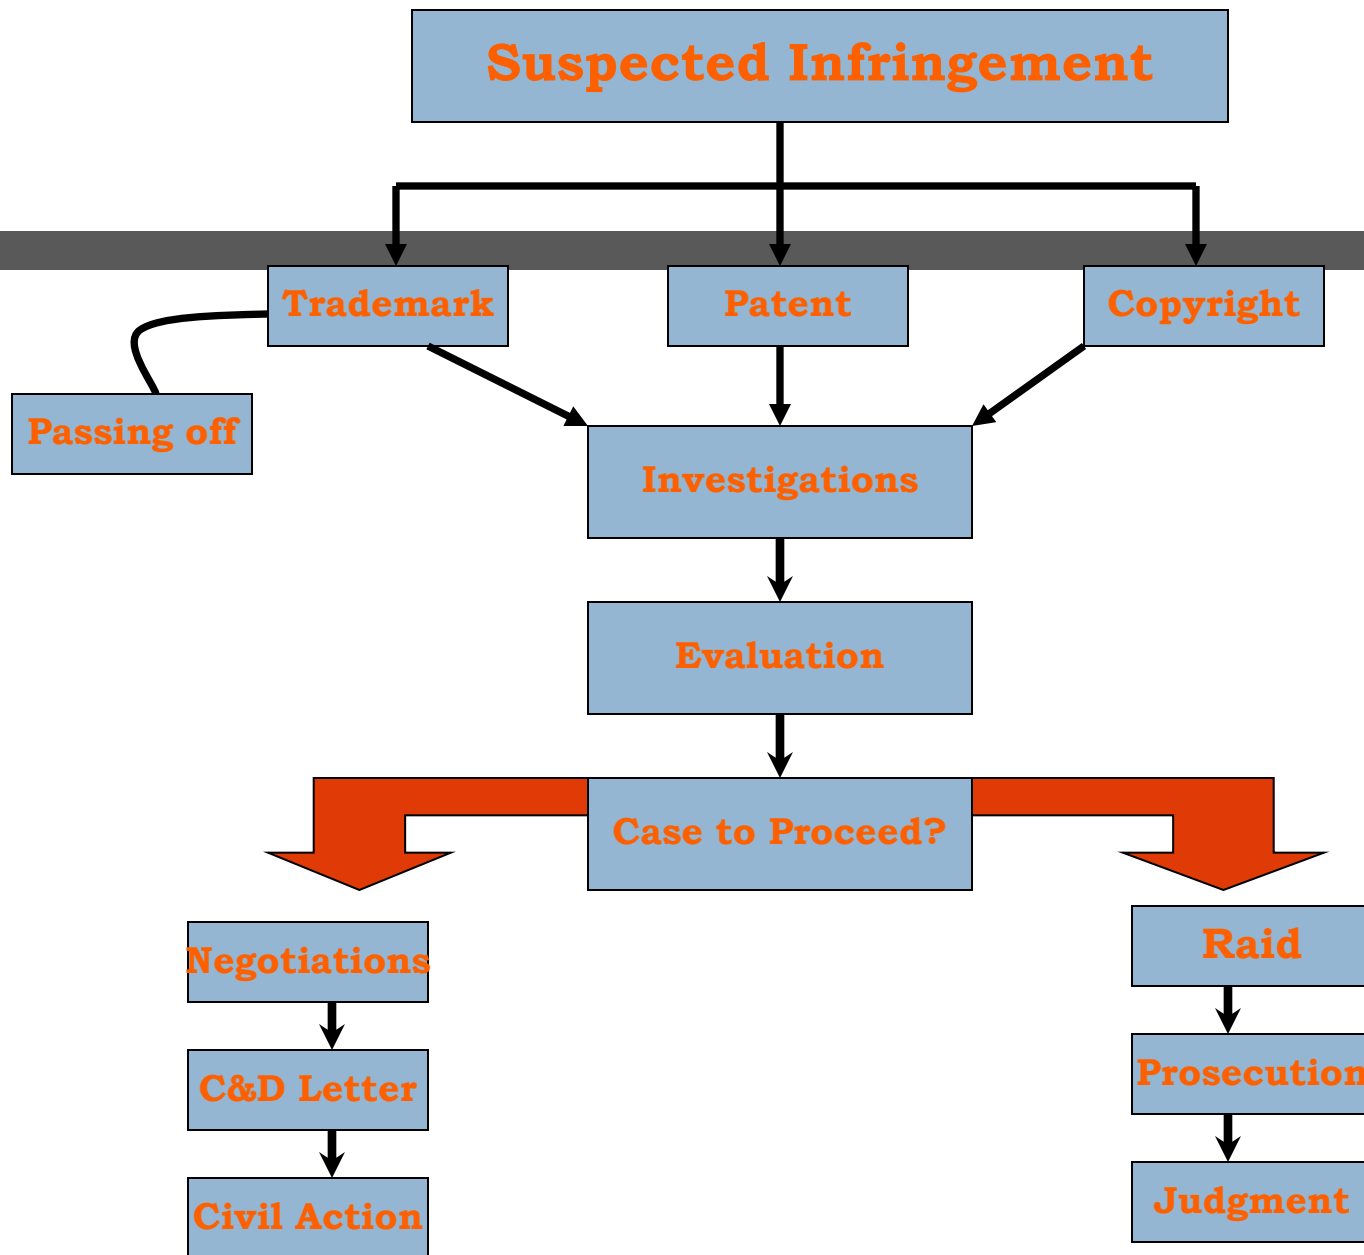 Suspected Infringement
Trademark
Patent
Copyright
Passing off
Investigations
Evaluation
Case to Proceed?
Negotiations
Raid
C&D Letter
Prosecution
Civil Action
Judgment